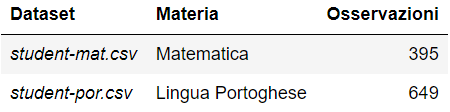 Dataset Materia Osservazioni
student-mat.csv Matematica 395
student-por.csv Lingua Portoghese 649